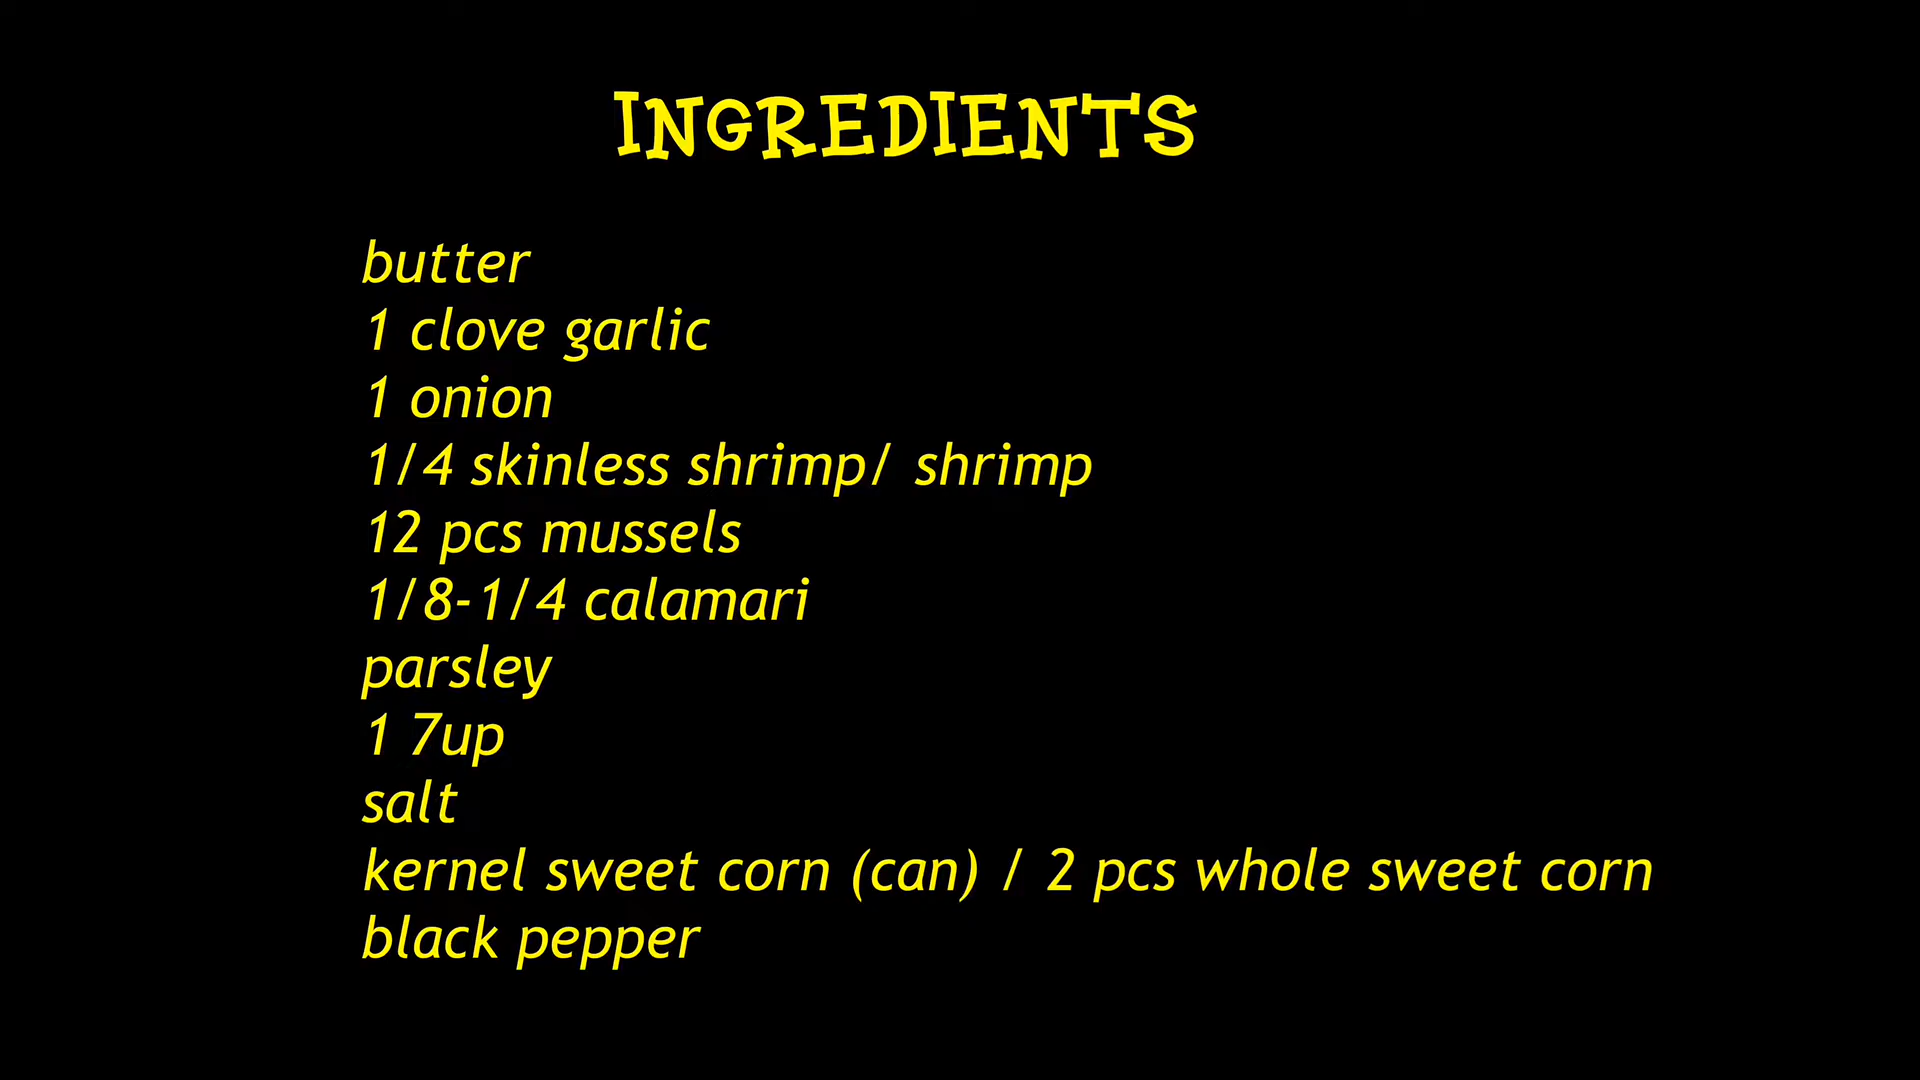 INGREDIENTS
butter
1 clove garlic
1 onion
1/4 skinless shrimp/ shrimp
12 pcs mussels
1/8-1/4 calamari
parsley
1 7up
salt
kernel sweet corn (can) / 2 pcs whole sweet corn
black pepper